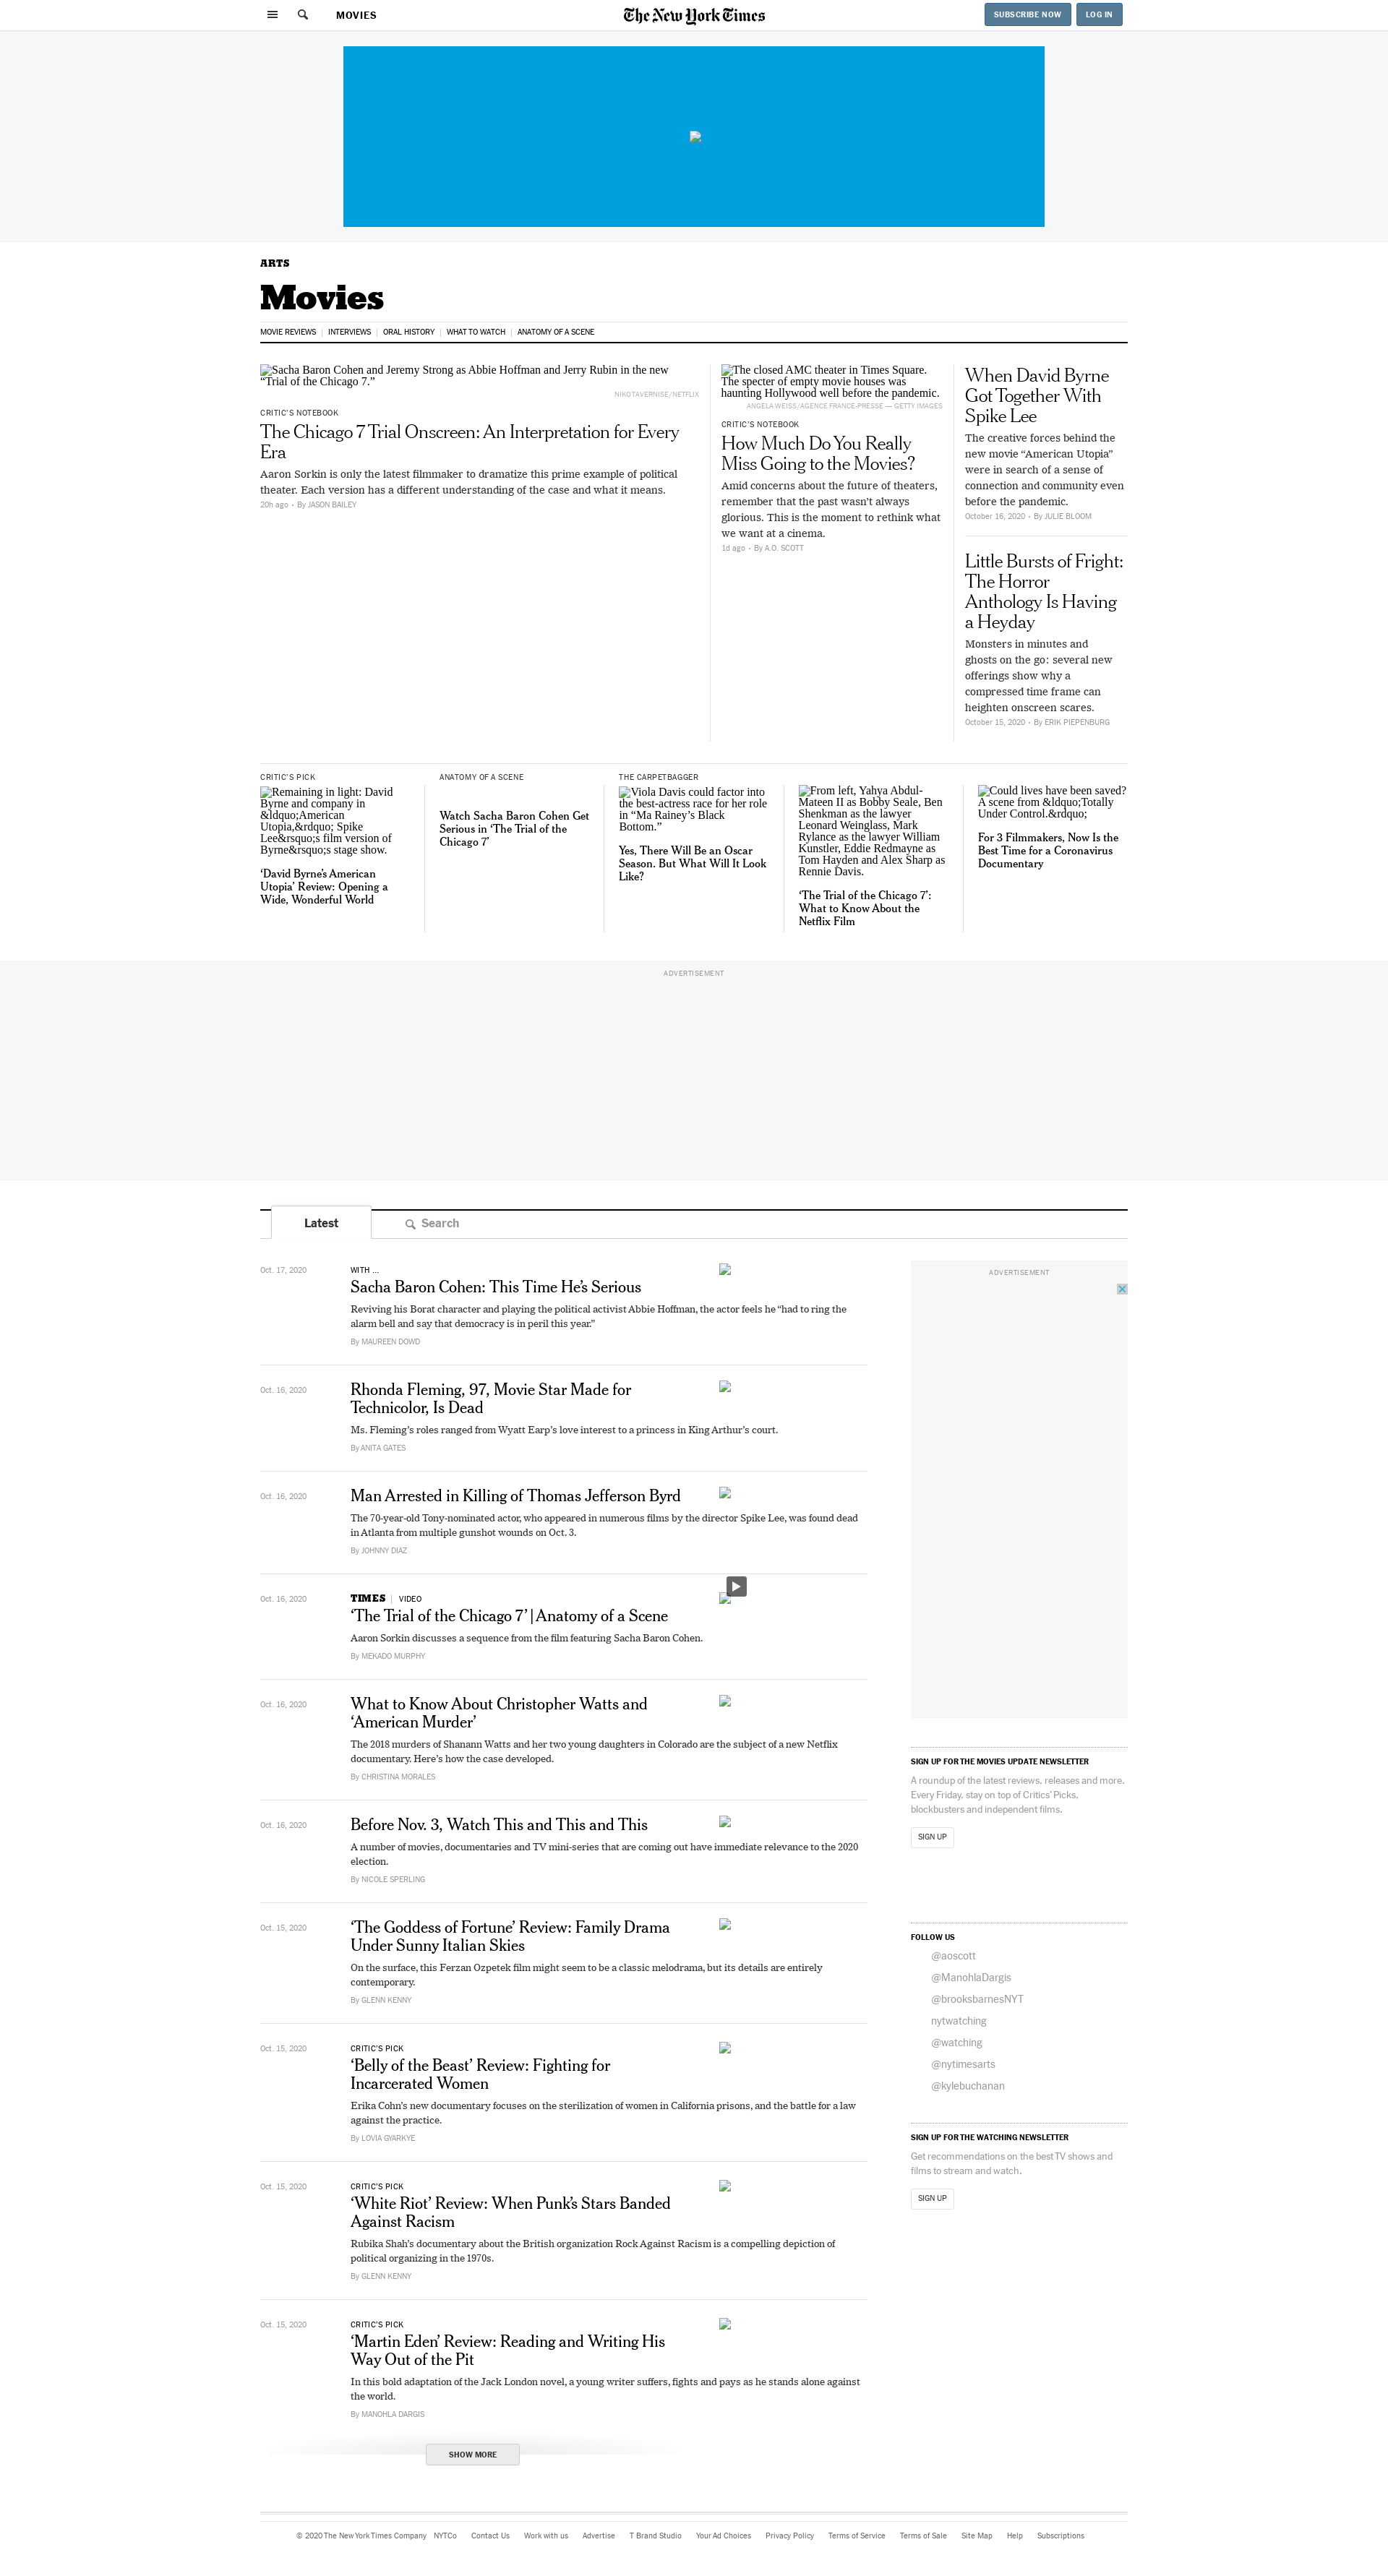 MOVIES
The New York Times
SUBSCRIBE NOW
LOG IN
ARTS
Movies
MOVIE REVIEWS
INTERVIEWS
ORAL HISTORY
WHAT TO WATCH
ANATOMY OF A SCENE
Sacha Baron Cohen and Jeremy Strong as Abbie Hoffman and Jerry Rubin in the new
“Trial of the Chicago 7.”
NIKO TAVERNISE/NETFLIX
CRITIC’S NOTEBOOK
The Chicago 7 Trial Onscreen: An Interpretation for Every
Era
Aaron Sorkin is only the latest filmmaker to dramatize this prime example of political
theater. Each version has a different understanding of the case and what it means.
20h ago • By JASON BAILEY
The closed AMC theater in Times Square.
The specter of empty movie houses was
haunting Hollywood well before the pandemic.
ANGELA WEISS/AGENCE FRANCE-PRESSE — GETTY IMAGES
CRITIC’S NOTEBOOK
How Much Do You Really
Miss Going to the Movies?
Amid concerns about the future of theaters,
remember that the past wasn’t always
glorious. This is the moment to rethink what
we want at a cinema.
1d ago • By A.O. SCOTT
When David Byrne
Got Together With
Spike Lee
The creative forces behind the
new movie “American Utopia”
were in search of a sense of
connection and community even
before the pandemic.
October 16, 2020 • By JULIE BLOOM
Little Bursts of Fright:
The Horror
Anthology Is Having
a Heyday
Monsters in minutes and
ghosts on the go: several new
offerings show why a
compressed time frame can
heighten onscreen scares.
October 15, 2020 • By ERIK PIEPENBURG
CRITIC’S PICK
Remaining in light: David
Byrne and company in
&ldquo;American
Utopia,&rdquo; Spike
Lee&rsquo;s film version of
Byrne&rsquo;s stage show.
‘David Byrne’s American
Utopia’ Review: Opening a
Wide, Wonderful World
ANATOMY OF A SCENE
Watch Sacha Baron Cohen Get
Serious in ‘The Trial of the
Chicago 7’
THE CARPETBAGGER
Viola Davis could factor into
the best-actress race for her role
in “Ma Rainey’s Black
Bottom.”
Yes, There Will Be an Oscar
Season. But What Will It Look
Like?
From left, Yahya Abdul-
Mateen II as Bobby Seale, Ben
Shenkman as the lawyer
Leonard Weinglass, Mark
Rylance as the lawyer William
Kunstler, Eddie Redmayne as
Tom Hayden and Alex Sharp as
Rennie Davis.
‘The Trial of the Chicago 7’:
What to Know About the
Netflix Film
Could lives have been saved?
A scene from &ldquo;Totally
Under Control.&rdquo;
For 3 Filmmakers, Now Is the
Best Time for a Coronavirus
Documentary
ADVERTISEMENT
Latest
Search
Oct. 17, 2020
WITH ...
Sacha Baron Cohen: This Time He’s Serious
Reviving his Borat character and playing the political activist Abbie Hoffman, the actor feels he “had to ring the
alarm bell and say that democracy is in peril this year.”
By MAUREEN DOWD
Oct. 16, 2020
Rhonda Fleming, 97, Movie Star Made for
Technicolor, Is Dead
Ms. Fleming’s roles ranged from Wyatt Earp’s love interest to a princess in King Arthur’s court.
By ANITA GATES
Oct. 16, 2020
Man Arrested in Killing of Thomas Jefferson Byrd
The 70-year-old Tony-nominated actor, who appeared in numerous films by the director Spike Lee, was found dead
in Atlanta from multiple gunshot wounds on Oct. 3.
By JOHNNY DIAZ
Oct. 16, 2020
TIMES | VIDEO
‘The Trial of the Chicago 7’ | Anatomy of a Scene
Aaron Sorkin discusses a sequence from the film featuring Sacha Baron Cohen.
By MEKADO MURPHY
Oct. 16, 2020
What to Know About Christopher Watts and
‘American Murder’
The 2018 murders of Shanann Watts and her two young daughters in Colorado are the subject of a new Netflix
documentary. Here’s how the case developed.
By CHRISTINA MORALES
Oct. 16, 2020
Before Nov. 3, Watch This and This and This
A number of movies, documentaries and TV mini-series that are coming out have immediate relevance to the 2020
election.
By NICOLE SPERLING
Oct. 15, 2020
‘The Goddess of Fortune’ Review: Family Drama
Under Sunny Italian Skies
On the surface, this Ferzan Ozpetek film might seem to be a classic melodrama, but its details are entirely
contemporary.
By GLENN KENNY
Oct. 15, 2020
CRITIC’S PICK
‘Belly of the Beast’ Review: Fighting for
Incarcerated Women
Erika Cohn’s new documentary focuses on the sterilization of women in California prisons, and the battle for a law
against the practice.
By LOVIA GYARKYE
Oct. 15, 2020
CRITIC’S PICK
‘White Riot’ Review: When Punk’s Stars Banded
Against Racism
Rubika Shah’s documentary about the British organization Rock Against Racism is a compelling depiction of
political organizing in the 1970s.
By GLENN KENNY
Oct. 15, 2020
CRITIC’S PICK
‘Martin Eden’ Review: Reading and Writing His
Way Out of the Pit
In this bold adaptation of the Jack London novel, a young writer suffers, fights and pays as he stands alone against
the world.
By MANOHLA DARGIS
SHOW MORE
ADVERTISEMENT
SIGN UP FOR THE MOVIES UPDATE NEWSLETTER
A roundup of the latest reviews, releases and more.
Every Friday, stay on top of Critics’ Picks,
blockbusters and independent films.
SIGN UP
FOLLOW US
@aoscott
@ManohlaDargis
@brooksbarnesNYT
nytwatching
@watching
@nytimesarts
@kylebuchanan
SIGN UP FOR THE WATCHING NEWSLETTER
Get recommendations on the best TV shows and
films to stream and watch.
SIGN UP
© 2020 The New York Times Company
NYTCo
Contact Us
Work with us
Advertise
T Brand Studio
Your Ad Choices
Privacy Policy
Terms of Service
Terms of Sale
Site Map
Help
Subscriptions